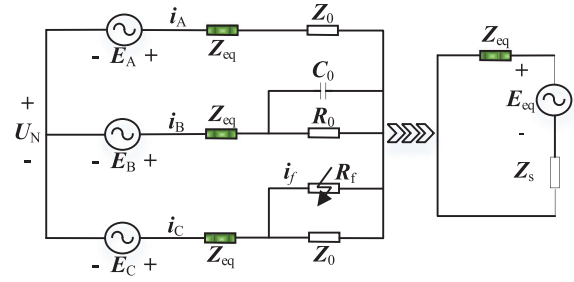 i_A Z_0
- E_A + Z_eq
C_0
+ U_N -
i_B Z_eq R_0
- E_B +
i_f R_f
i_C
- E_C + Z_eq Z_0
Z_eq
+
E_eq
-
Z_s